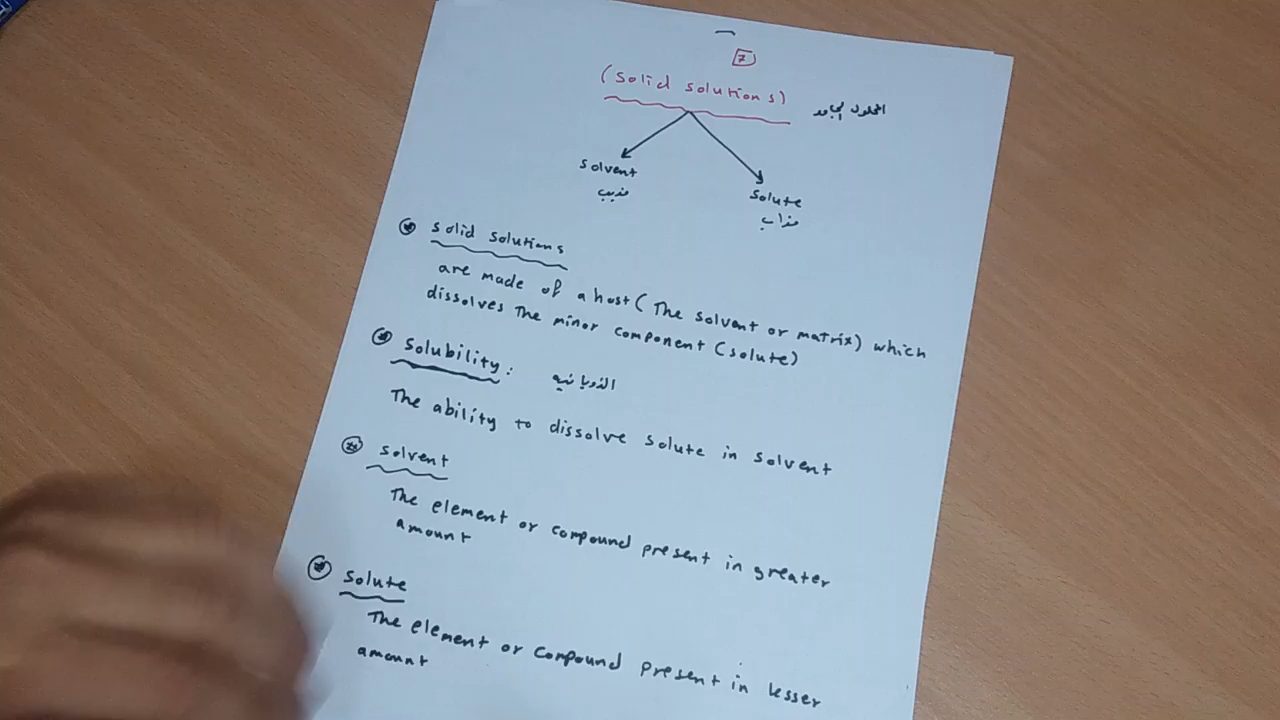 7
(Solid solutions) المحلول الجامد
Solvent
مذيب
Solute
مذاب
Solid Solutions
are made of a host (The solvent or matrix) which
dissolves The minor component (solute)
Solubility: الذوبانيه
The ability to dissolve solute in solvent
Solvent
The element or compound present in greater
amount
Solute
The element or compound present in lesser
amount